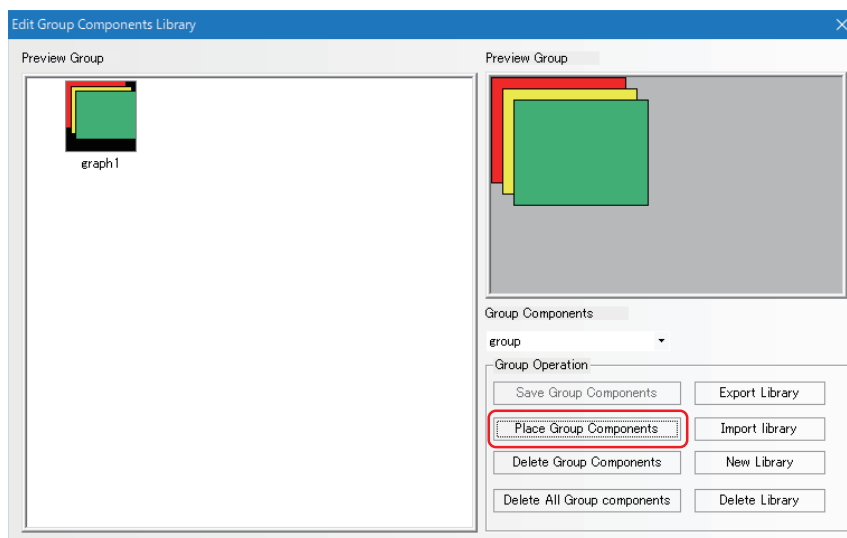 Edit Group Components Library
Preview Group
graph1
Preview Group
Group Components
group
Group Operation
Save Group Components
Export Library
Place Group Components
Import library
Delete Group Components
New Library
Delete All Group components
Delete Library